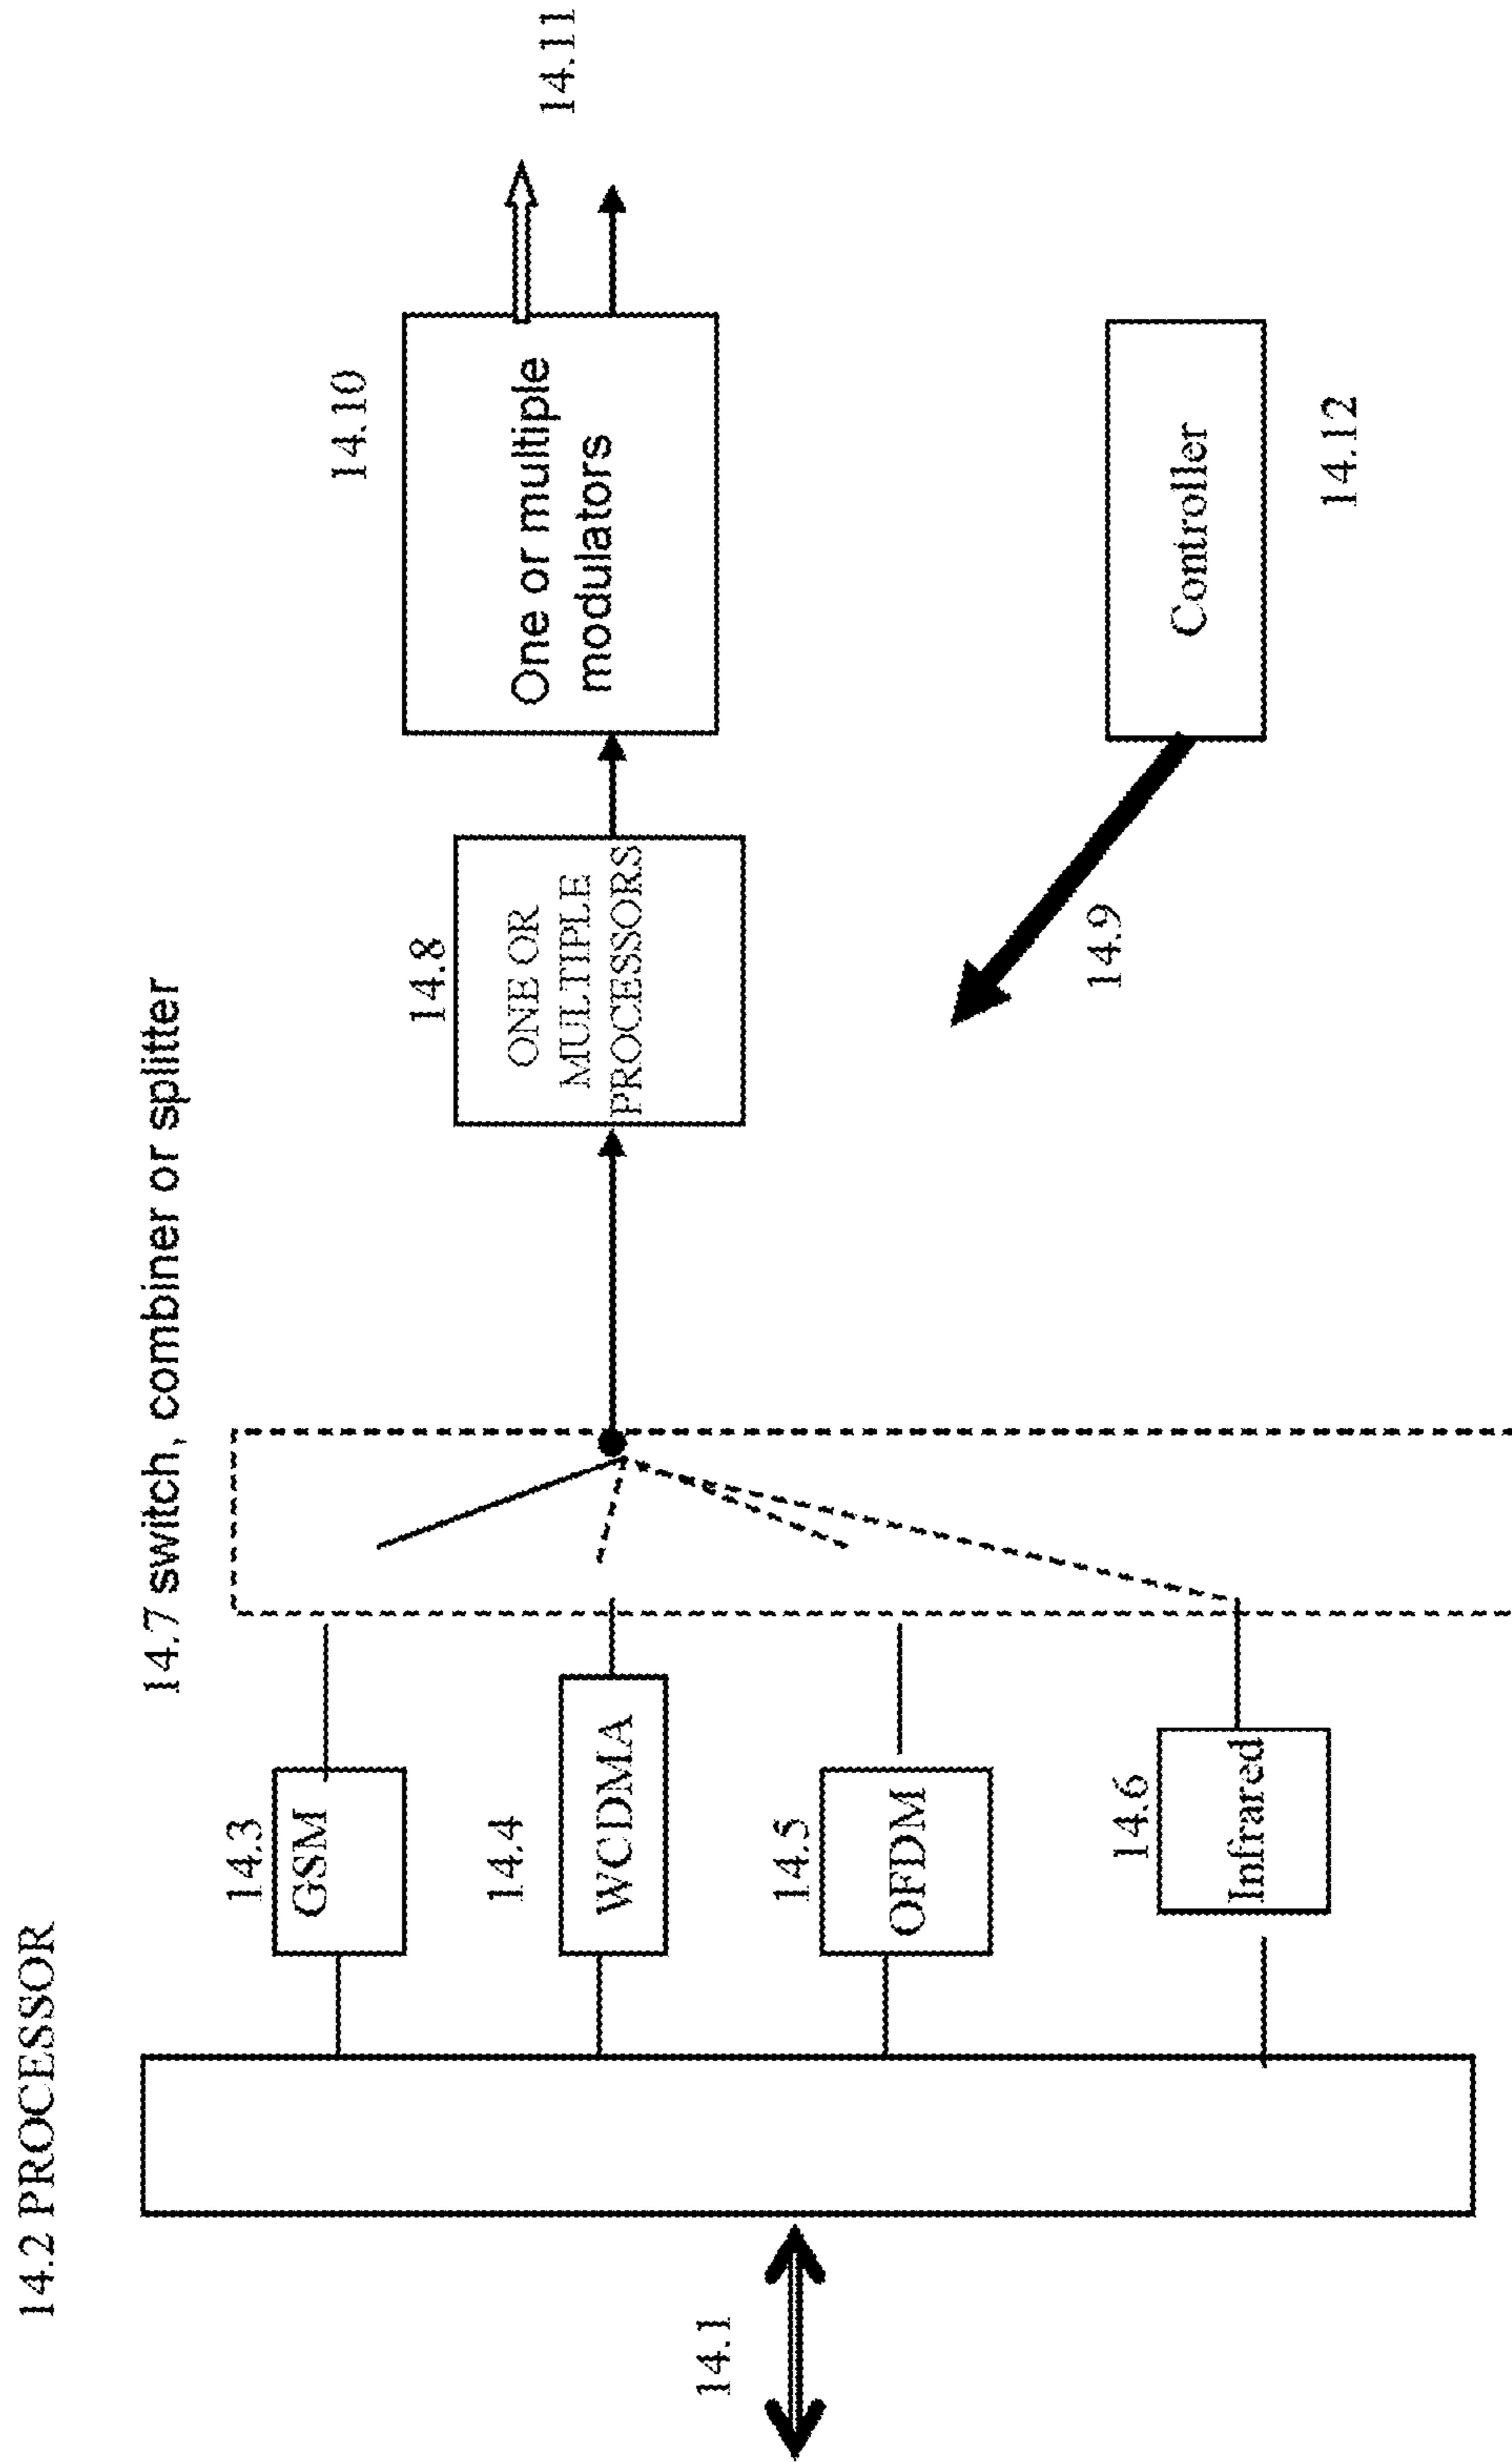 14.2 PROCESSOR
14.7 switch, combiner or splitter
14.1
14.3
GSM
14.4
WCDMA
14.5
OFDM
14.6
Infrared
14.8
ONE OR
MULTIPLE
PROCESSORS
14.10
One or multiple
modulators
14.11
14.9
Controller
14.12